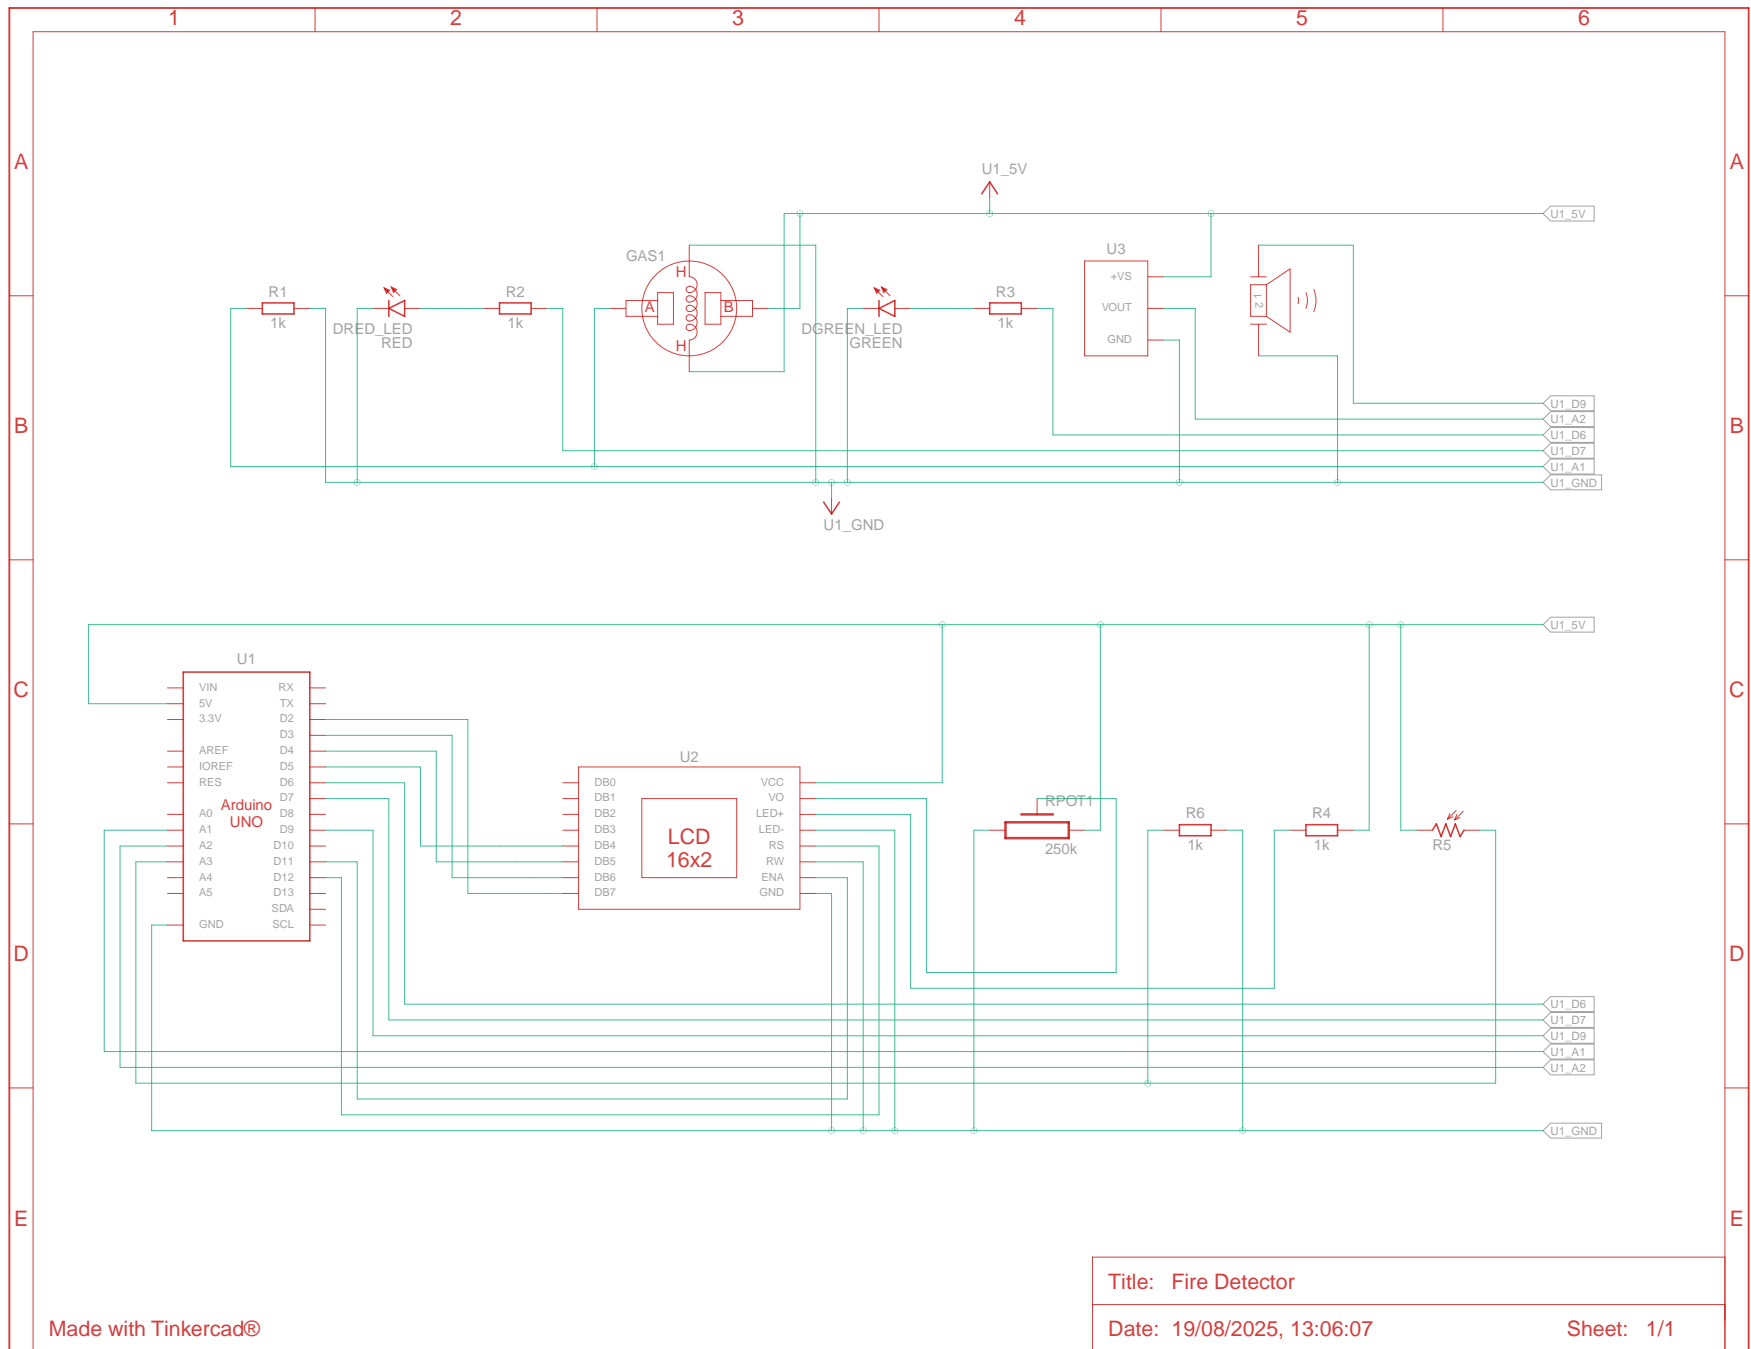 1 2 3 4 5 6
A A
U1_5V
U1_5V
GAS1 U3
H +VS
R1 R2 A B R3 VOUT 1 2
1k DRED_LED 1k DGREEN_LED 1k
RED H GREEN GND
B B
U1_D9
U1_A2
U1_D6
U1_D7
U1_A1
U1_GND
U1_GND
U1_5V
C C
U1
VIN RX
5V TX
3.3V D2
D3
AREF D4
IOREF D5
RES D6
D7
Arduino
UNO
A0 D8
A1 D9
A2 D10
A3 D11
A4 D12
A5 D13
SDA
GND SCL
U2
DB0 VCC
DB1 VO
DB2 LED+
DB3 LED-
DB4 RS
DB5 RW
DB6 ENA
DB7 GND
LCD
16x2
RPOT1
250k
R6
1k
R4
1k
R5
D D
U1_D6
U1_D7
U1_D9
U1_A1
U1_A2
U1_GND
E E
Title: Fire Detector
Made with Tinkercad®
Date: 19/08/2025, 13:06:07 Sheet: 1/1